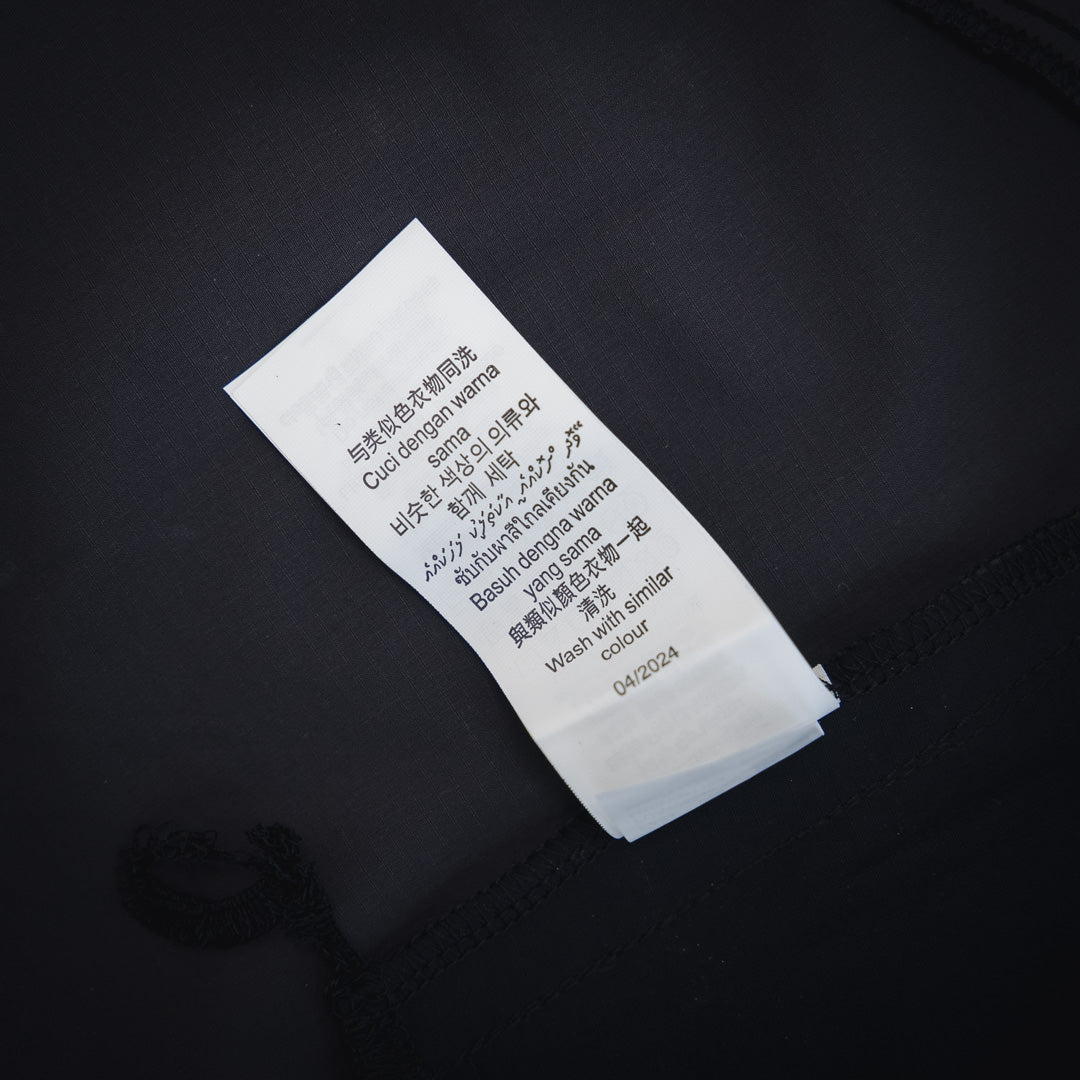 与类似色衣物同洗
Cuci dengan warna
sama
비슷한 색상의 의류와
함께 세탁
ซับกับผาสีใกลเคียงกัน
Basuh dengna warna
yang sama
與類似顏色衣物一起
清洗
Wash with similar
colour
04/2024